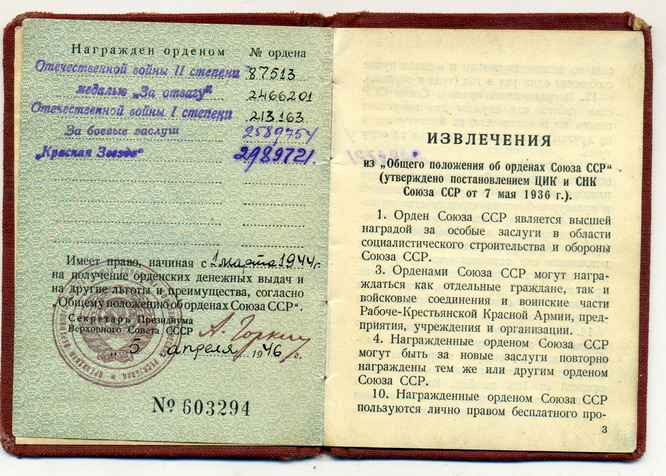 Награжден орденом № ордена
Отечественной войны II степени 87513
медалью „За отвагу" 2466201
Отечественной войны I степени 213163.
За боевые заслуги 2589754
„Красная Звезда" 2989721.
Имеет право, начиная с 1 марта 1944 г.
на получение орденских денежных выдач и
на другие льготы и преимущества, согласно
„Общему положению об орденах Союза ССР".
Секретарь Президиума
Верховного Совета СССР А. Горкин
„5" апреля 1946 г.
№ 603294
ИЗВЛЕЧЕНИЯ
из „Общего положения об орденах Союза ССР"
(утверждено постановлением ЦИК и СНК
Союза ССР от 7 мая 1936 г.).
1. Орден Союза ССР является высшей
наградой за особые заслуги в области
социалистического строительства и обороны
Союза ССР.
3. Орденами Союза ССР могут награж-
даться как отдельные граждане, так и
войсковые соединения и воинские части
Рабоче-Крестьянской Красной Армии, пред-
приятия, учреждения и организации.
4. Награжденные орденом Союза ССР
могут быть за новые заслуги повторно
награждены тем же или другим орденом
Союза ССР.
10. Награжденные орденом Союза ССР
пользуются лично правом бесплатного про-
3